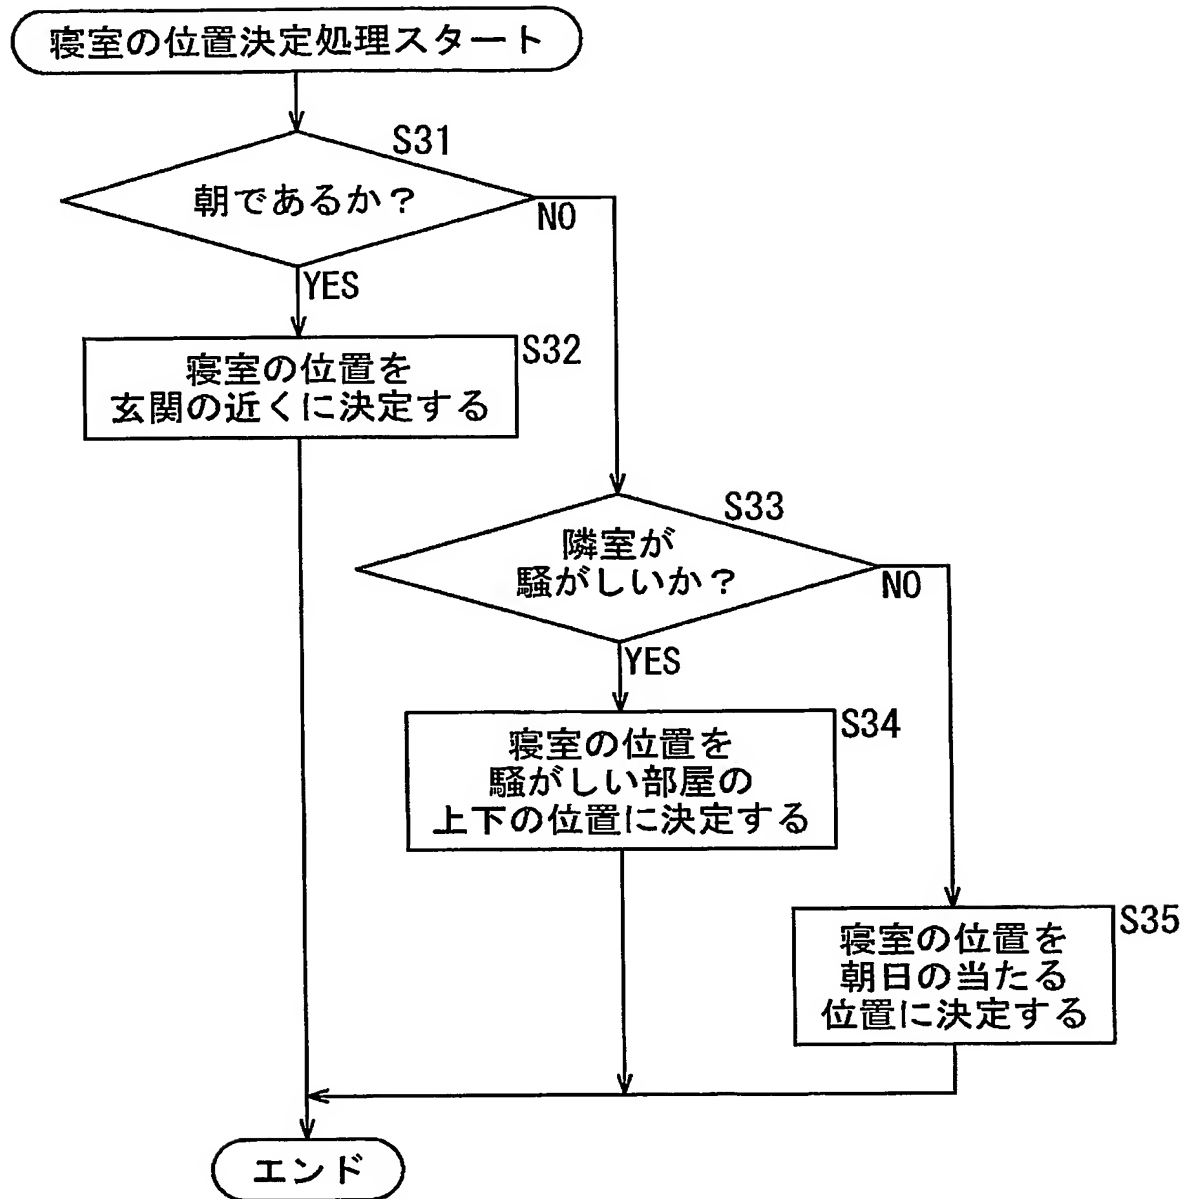 寝室の位置決定処理スタート
S31
朝であるか?
NO
YES
S32
寝室の位置を
玄関の近くに決定する
S33
隣室が
騒がしいか?
NO
YES
S34
寝室の位置を
騒がしい部屋の
上下の位置に決定する
S35
寝室の位置を
朝日の当たる
位置に決定する
エンド